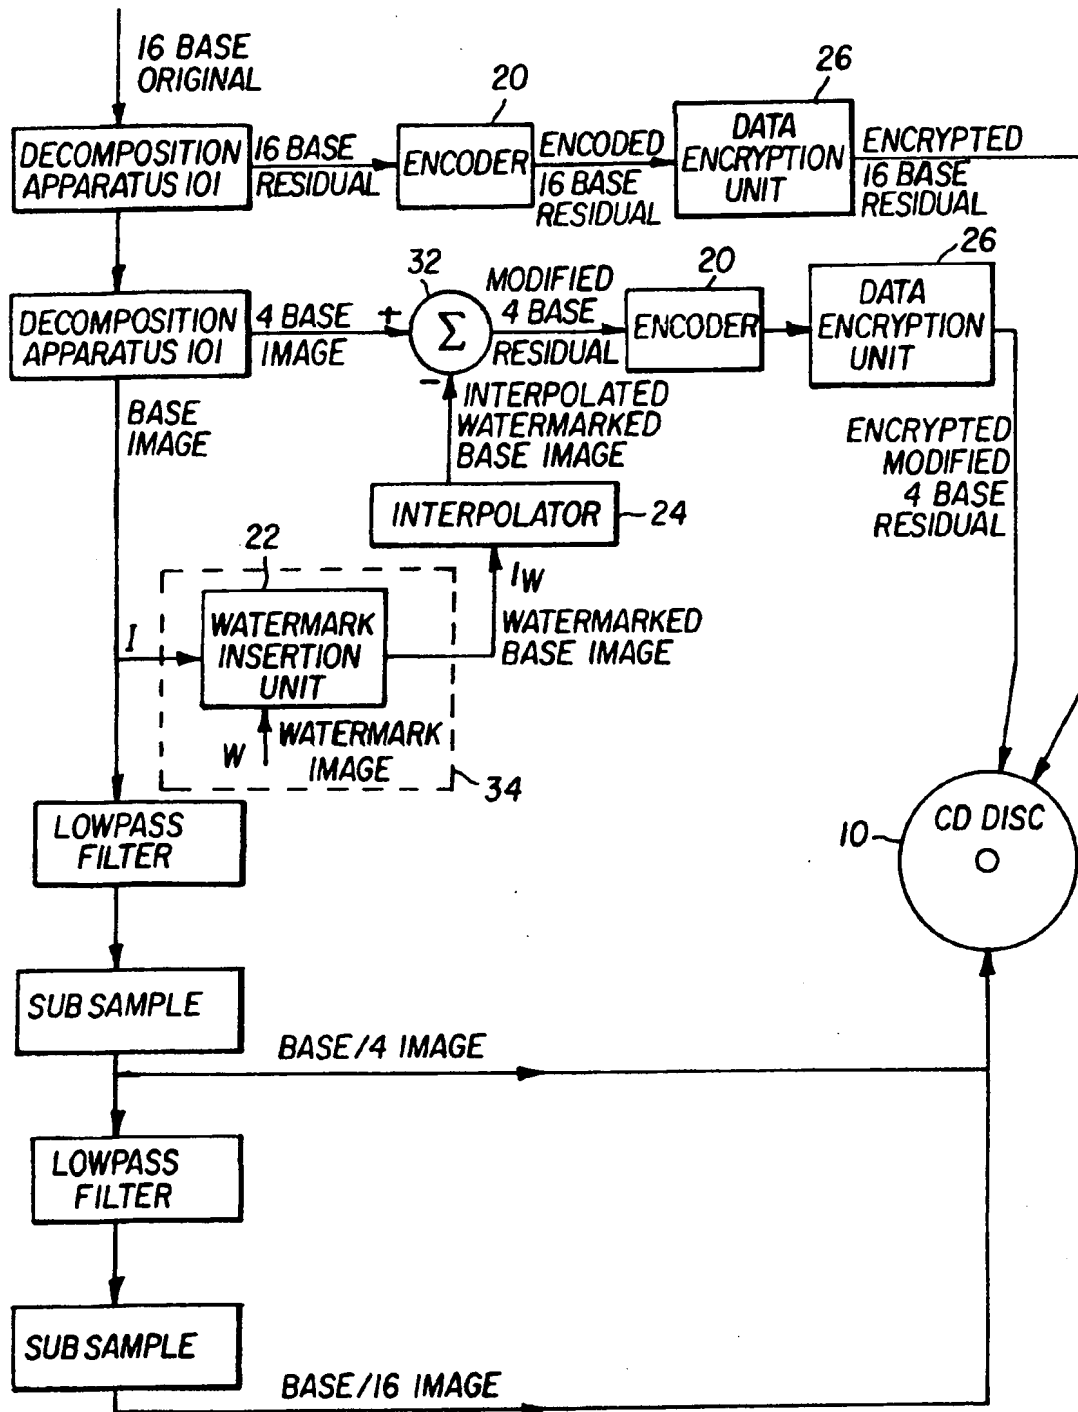 16 BASE
ORIGINAL
DECOMPOSITION
APPARATUS 101
16 BASE
RESIDUAL
20
ENCODER
ENCODED
16 BASE
RESIDUAL
26
DATA
ENCRYPTION
UNIT
ENCRYPTED
16 BASE
RESIDUAL
DECOMPOSITION
APPARATUS 101
4 BASE
IMAGE
+
32
Σ
-
MODIFIED
4 BASE
RESIDUAL
20
ENCODER
26
DATA
ENCRYPTION
UNIT
BASE
IMAGE
INTERPOLATED
WATERMARKED
BASE IMAGE
ENCRYPTED
MODIFIED
4 BASE
RESIDUAL
INTERPOLATOR
24
22
IW
WATERMARKED
BASE IMAGE
I
WATERMARK
INSERTION
UNIT
W
WATERMARK
IMAGE
34
LOWPASS
FILTER
10
CD DISC
SUB SAMPLE
BASE/4 IMAGE
LOWPASS
FILTER
SUB SAMPLE
BASE/16 IMAGE